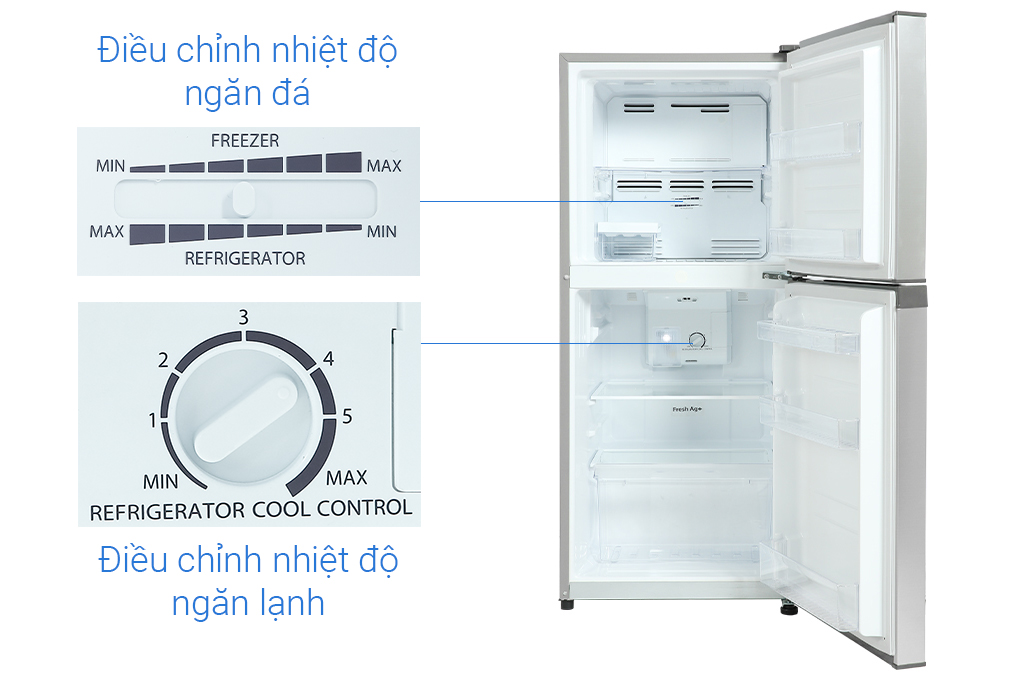 Điều chỉnh nhiệt độ
ngăn đá
FREEZER
MIN MAX
MAX MIN
REFRIGERATOR
3
2 4
1 5
MIN MAX
REFRIGERATOR COOL CONTROL
Điều chỉnh nhiệt độ
ngăn lạnh
Fresh Ag+